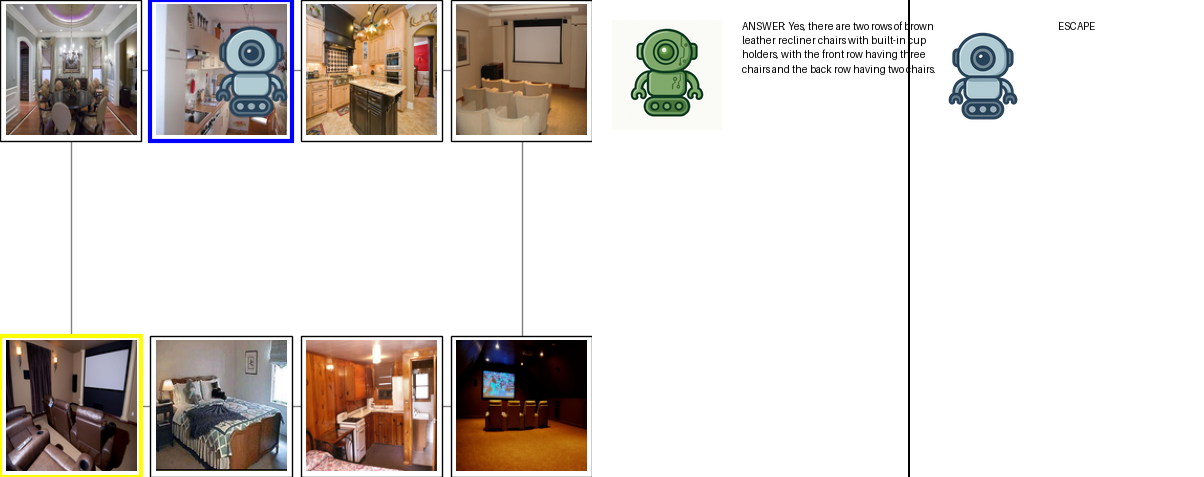 ANSWER: Yes, there are two rows of brown
leather recliner chairs with built-in cup
holders, with the front row having three
chairs and the back row having two chairs.
ESCAPE